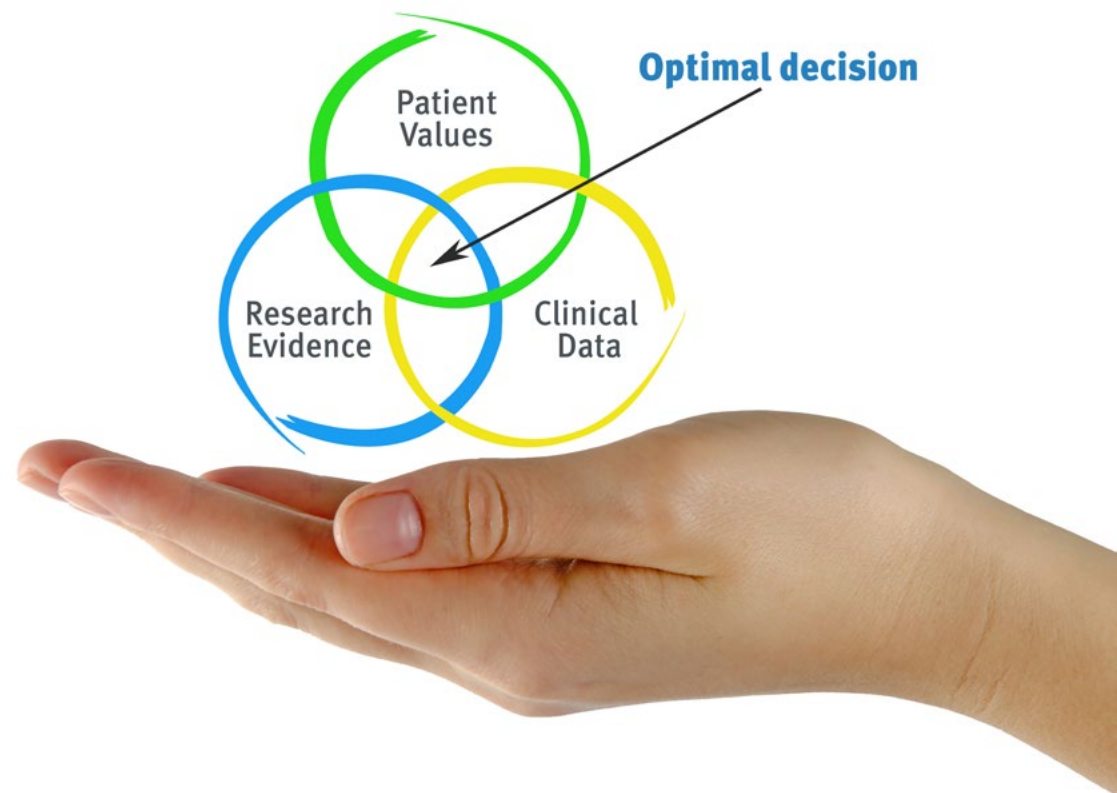 Optimal decision
Patient
Values
Research
Evidence
Clinical
Data